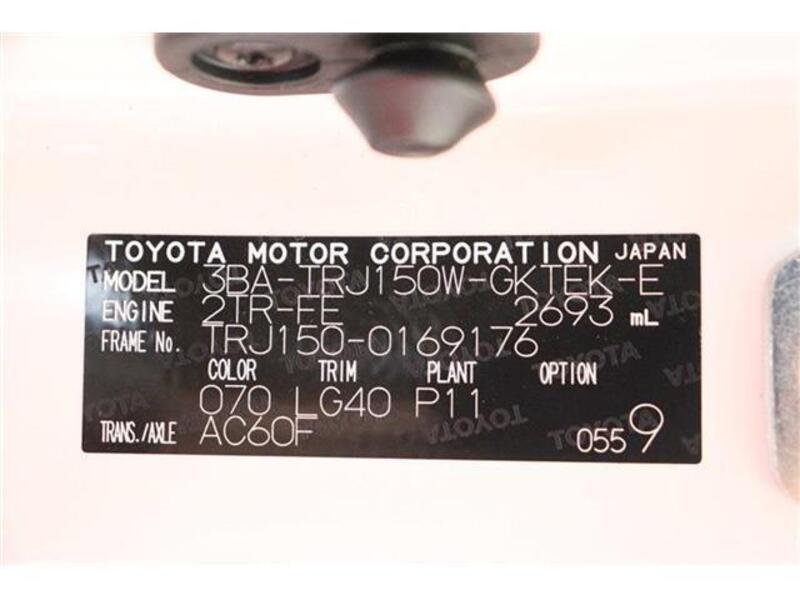 TOYOTA MOTOR CORPORATION JAPAN
MODEL 3BA-TRJ150W-GKTEK-E
ENGINE 2TR-FE 2693 mL
FRAME No. TRJ150-0169176
COLOR TRIM PLANT OPTION
070 LG40 P11
TRANS./AXLE AC60F 0559